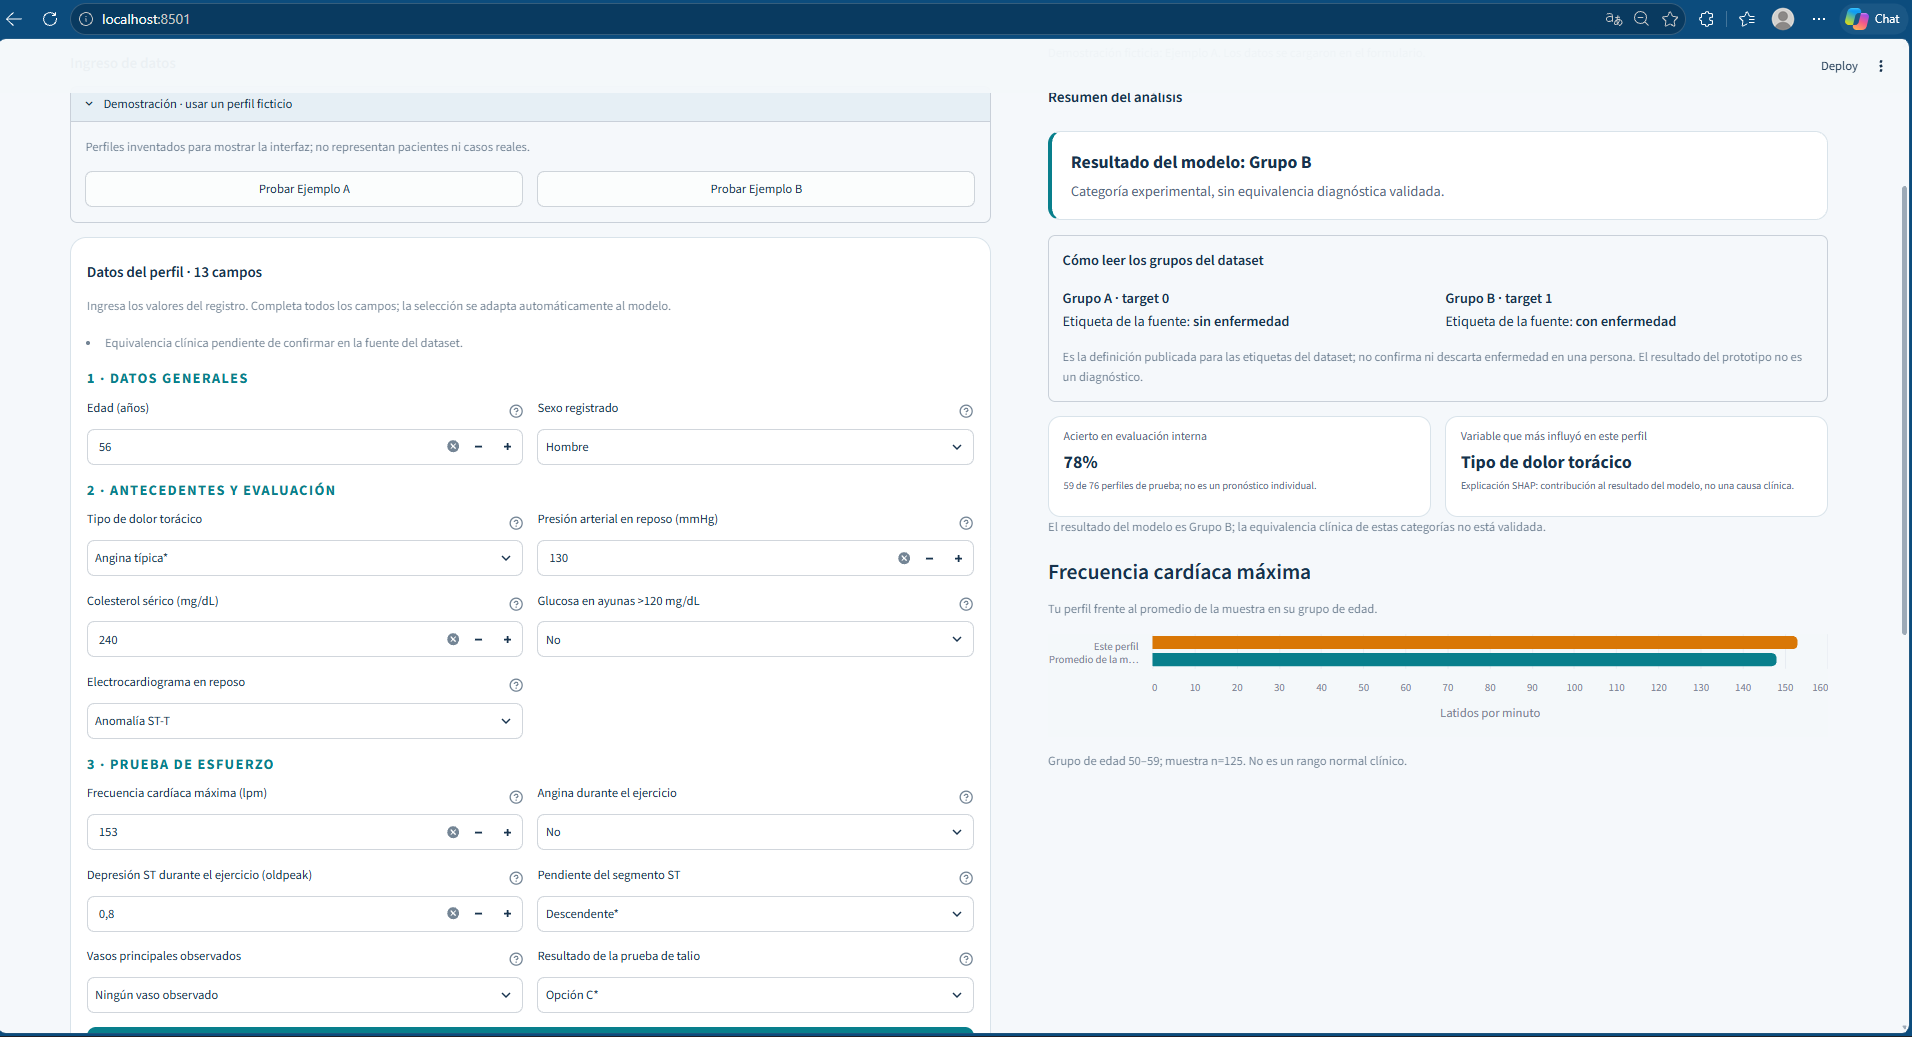 localhost:8501
Chat
Deploy
Ingreso de datos
Demostración · usar un perfil ficticio
Perfiles inventados para mostrar la interfaz; no representan pacientes ni casos reales.
Probar Ejemplo A
Probar Ejemplo B
Datos del perfil · 13 campos
Ingresa los valores del registro. Completa todos los campos; la selección se adapta automáticamente al modelo.
• Equivalencia clínica pendiente de confirmar en la fuente del dataset.
1 · DATOS GENERALES
Edad (años)
56
Sexo registrado
Hombre
2 · ANTECEDENTES Y EVALUACIÓN
Tipo de dolor torácico
Angina típica*
Presión arterial en reposo (mmHg)
130
Colesterol sérico (mg/dL)
240
Glucosa en ayunas >120 mg/dL
No
Electrocardiograma en reposo
Anomalía ST-T
3 · PRUEBA DE ESFUERZO
Frecuencia cardíaca máxima (lpm)
153
Angina durante el ejercicio
No
Depresión ST durante el ejercicio (oldpeak)
0,8
Pendiente del segmento ST
Descendente*
Vasos principales observados
Ningún vaso observado
Resultado de la prueba de talio
Opción C*
Resumen del análisis
Resultado del modelo: Grupo B
Categoría experimental, sin equivalencia diagnóstica validada.
Cómo leer los grupos del dataset
Grupo A · target 0
Etiqueta de la fuente: sin enfermedad
Grupo B · target 1
Etiqueta de la fuente: con enfermedad
Es la definición publicada para las etiquetas del dataset; no confirma ni descarta enfermedad en una persona. El resultado del prototipo no es
un diagnóstico.
Acierto en evaluación interna
78%
59 de 76 perfiles de prueba; no es un pronóstico individual.
Variable que más influyó en este perfil
Tipo de dolor torácico
Explicación SHAP: contribución al resultado del modelo, no una causa clínica.
El resultado del modelo es Grupo B; la equivalencia clínica de estas categorías no está validada.
Frecuencia cardíaca máxima
Tu perfil frente al promedio de la muestra en su grupo de edad.
Este perfil
Promedio de la m…
0 10 20 30 40 50 60 70 80 90 100 110 120 130 140 150 160
Latidos por minuto
Grupo de edad 50–59; muestra n=125. No es un rango normal clínico.